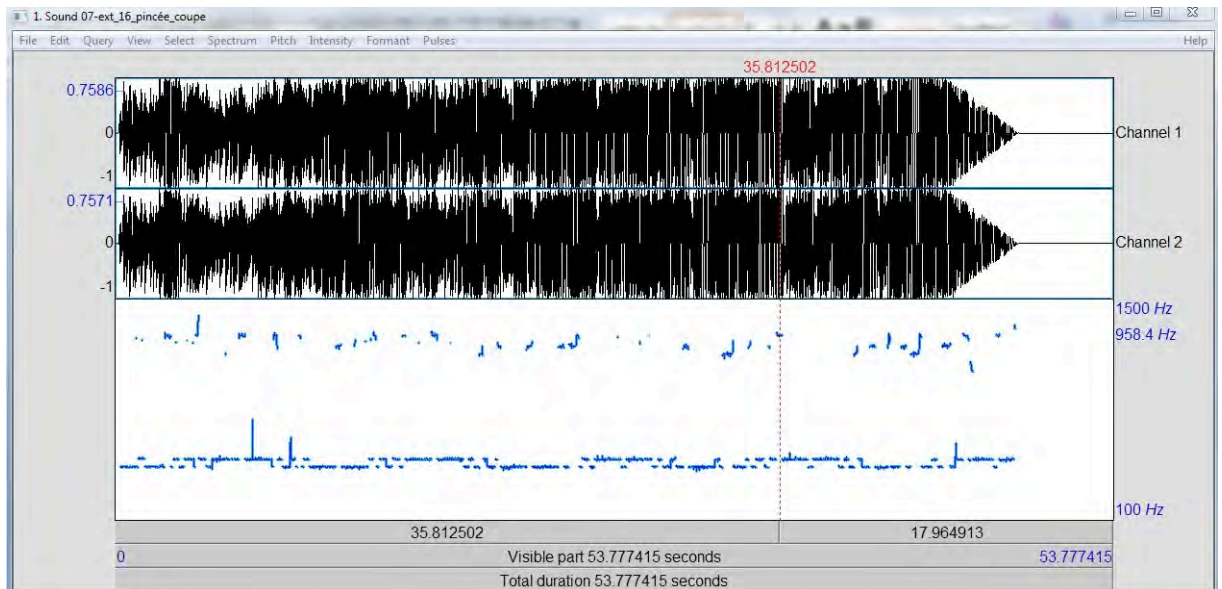 1. Sound 07-ext_16_pincée_coupe
File Edit Query View Select Spectrum Pitch Intensity Formant Pulses Help
35.812502
0.7586
0
Channel 1
-1
0.7571
0
Channel 2
-1
1500 Hz
958.4 Hz
100 Hz
35.812502 17.964913
0 Visible part 53.777415 seconds 53.777415
Total duration 53.777415 seconds